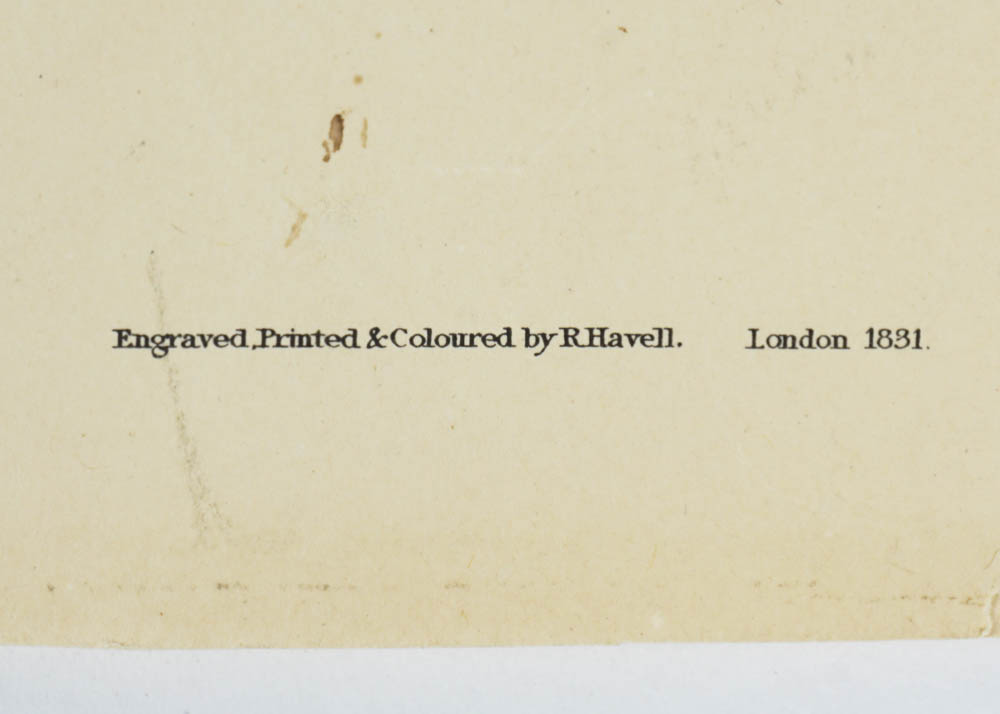 Engraved, Printed & Coloured by R. Havell. London 1831.